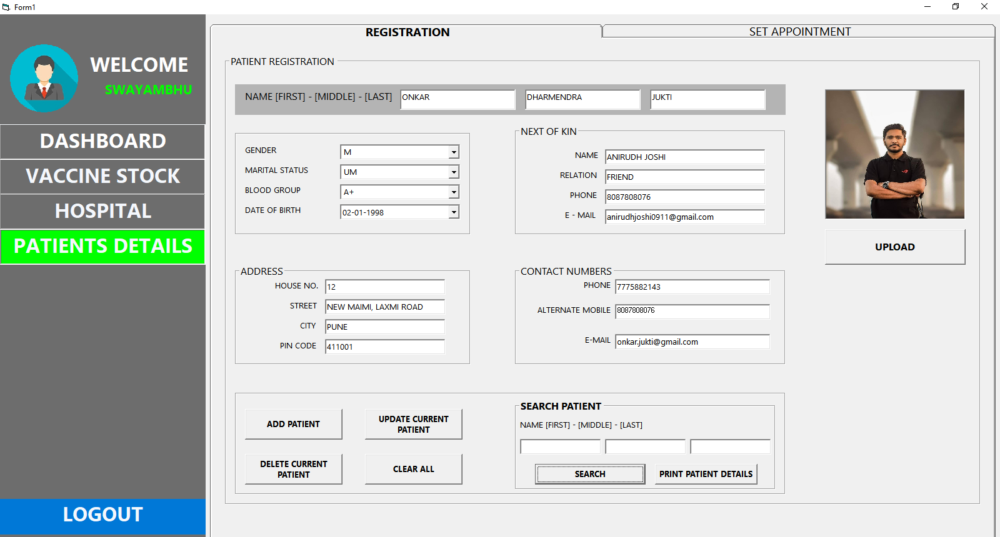 Form1
WELCOME
SWAYAMBHU
DASHBOARD
VACCINE STOCK
HOSPITAL
PATIENTS DETAILS
LOGOUT
REGISTRATION
SET APPOINTMENT
PATIENT REGISTRATION
NAME [FIRST] - [MIDDLE] - [LAST] ONKAR DHARMENDRA JUKTI
GENDER M
MARITAL STATUS UM
BLOOD GROUP A+
DATE OF BIRTH 02-01-1998
NEXT OF KIN
NAME ANIRUDH JOSHI
RELATION FRIEND
PHONE 8087808076
E - MAIL anirudhjoshi0911@gmail.com
UPLOAD
ADDRESS
HOUSE NO. 12
STREET NEW MAIMI, LAXMI ROAD
CITY PUNE
PIN CODE 411001
CONTACT NUMBERS
PHONE 7775882143
ALTERNATE MOBILE 8087808076
E-MAIL onkar.jukti@gmail.com
ADD PATIENT
UPDATE CURRENT
PATIENT
DELETE CURRENT
PATIENT
CLEAR ALL
SEARCH PATIENT
NAME [FIRST] - [MIDDLE] - [LAST]
SEARCH
PRINT PATIENT DETAILS